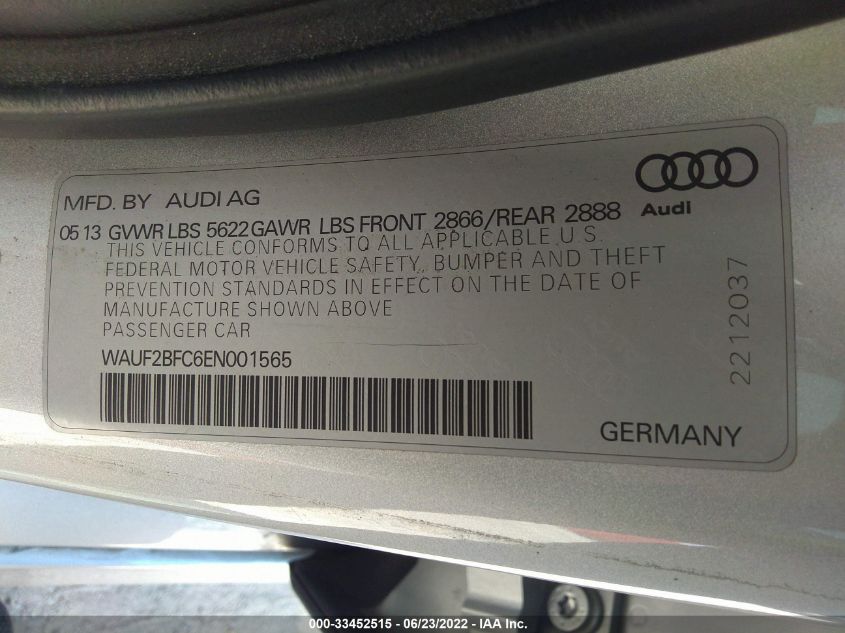 MFD. BY AUDI AG
Audi
05 13 GVWR LBS 5622 GAWR LBS FRONT 2866/REAR 2888
THIS VEHICLE CONFORMS TO ALL APPLICABLE U.S.
FEDERAL MOTOR VEHICLE SAFETY, BUMPER AND THEFT
PREVENTION STANDARDS IN EFFECT ON THE DATE OF
MANUFACTURE SHOWN ABOVE
PASSENGER CAR
WAUF2BFC6EN001565
2212037
GERMANY
000-33452515 - 06/23/2022 - IAA Inc.